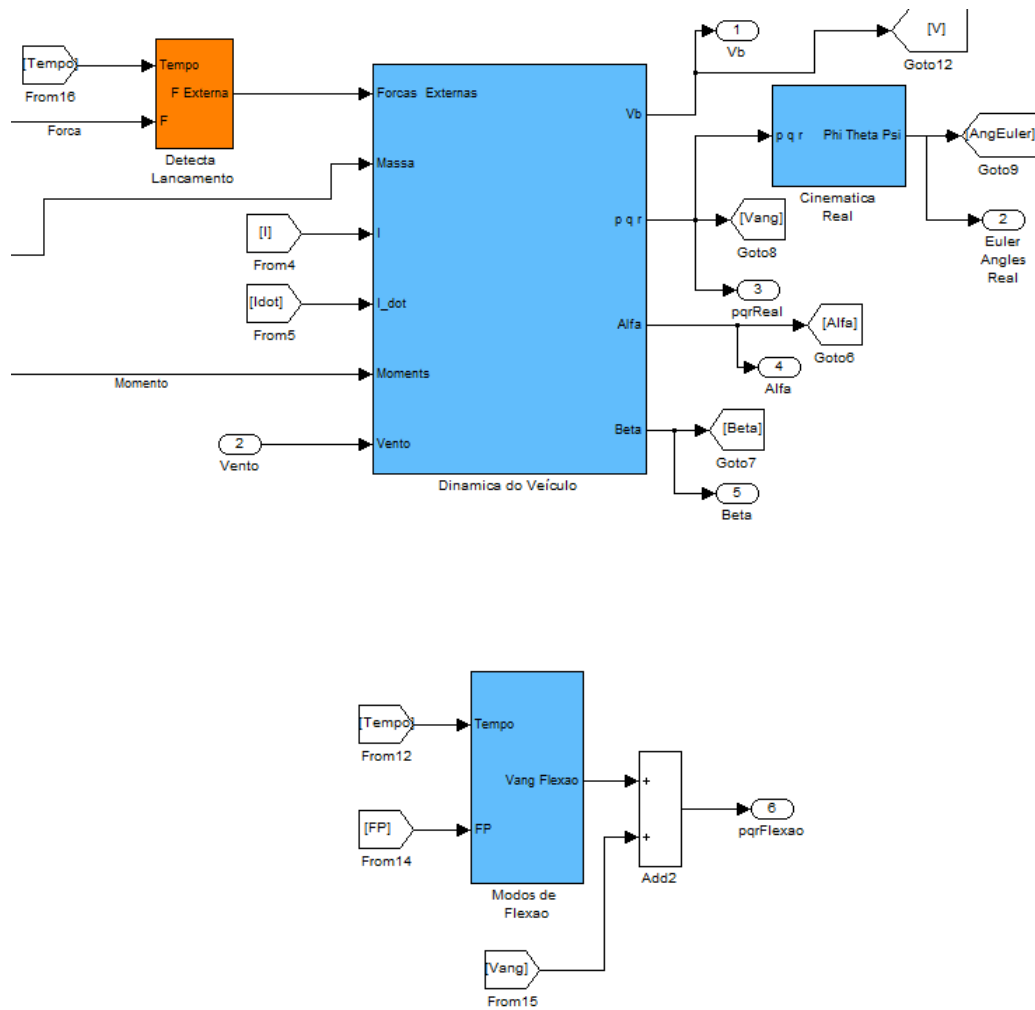 [Tempo]
From16
Forca
Tempo
F Externa
F
Detecta
Lancamento
[I]
From4
[Idot]
From5
Momento
2
Vento
Forcas Externas
Massa
I
I_dot
Moments
Vento
Vb
p q r
Alfa
Beta
Dinamica do Veículo
1
Vb
[V]
Goto12
p q r
Phi Theta Psi
Cinematica
Real
[AngEuler]
Goto9
2
Euler
Angles
Real
[Vang]
Goto8
3
pqrReal
[Alfa]
Goto6
4
Alfa
[Beta]
Goto7
5
Beta
[Tempo]
From12
[FP]
From14
Tempo
Vang Flexao
FP
Modos de
Flexao
[Vang]
From15
+
+
Add2
6
pqrFlexao